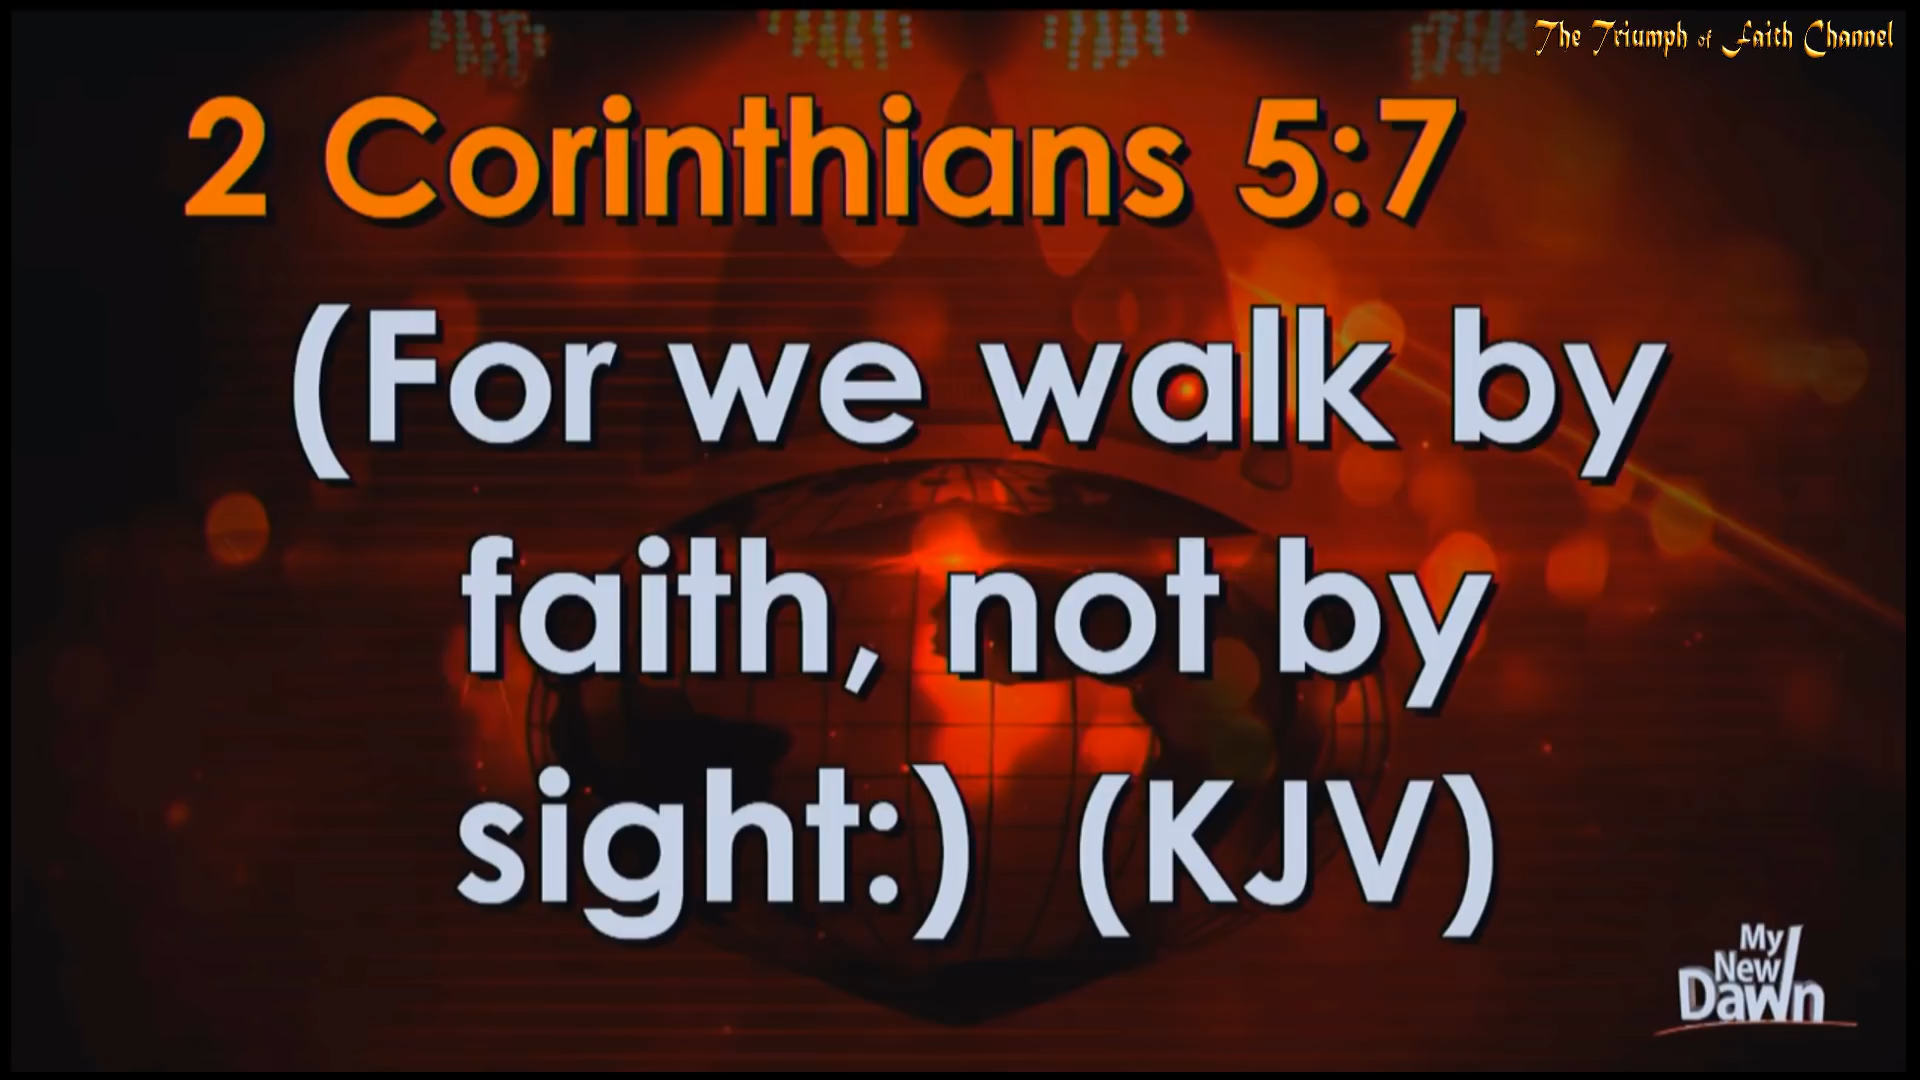 The Triumph of Faith Channel
2 Corinthians 5:7
(For we walk by
faith, not by
sight:) (KJV)
My
New
Dawn